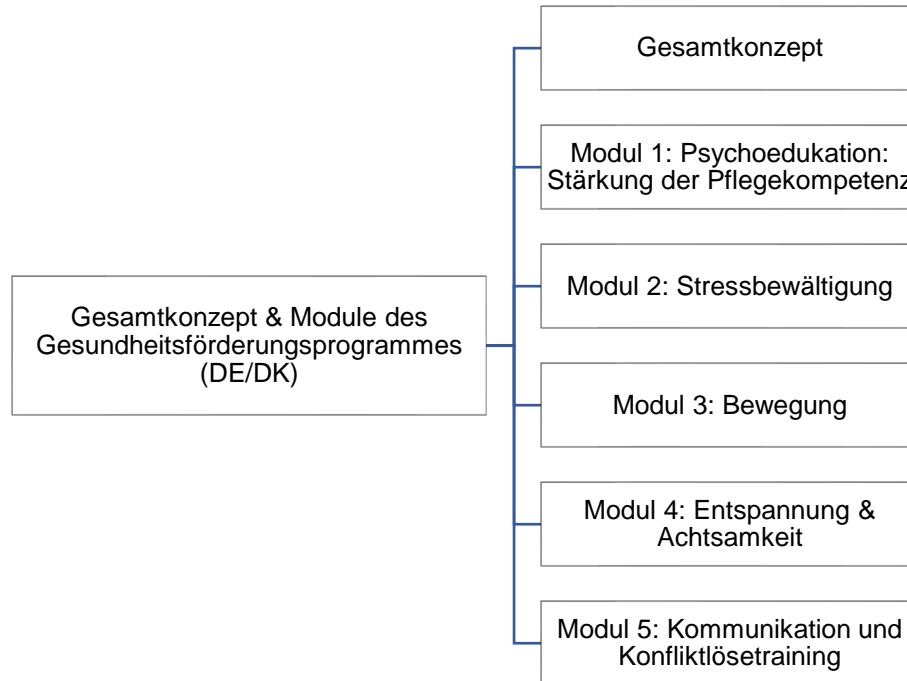 Gesamtkonzept
Modul 1: Psychoedukation:
Stärkung der Pflegekompetenz
Modul 2: Stressbewältigung
Gesamtkonzept & Module des
Gesundheitsförderungsprogrammes
(DE/DK)
Modul 3: Bewegung
Modul 4: Entspannung &
Achtsamkeit
Modul 5: Kommunikation und
Konfliktlösetraining